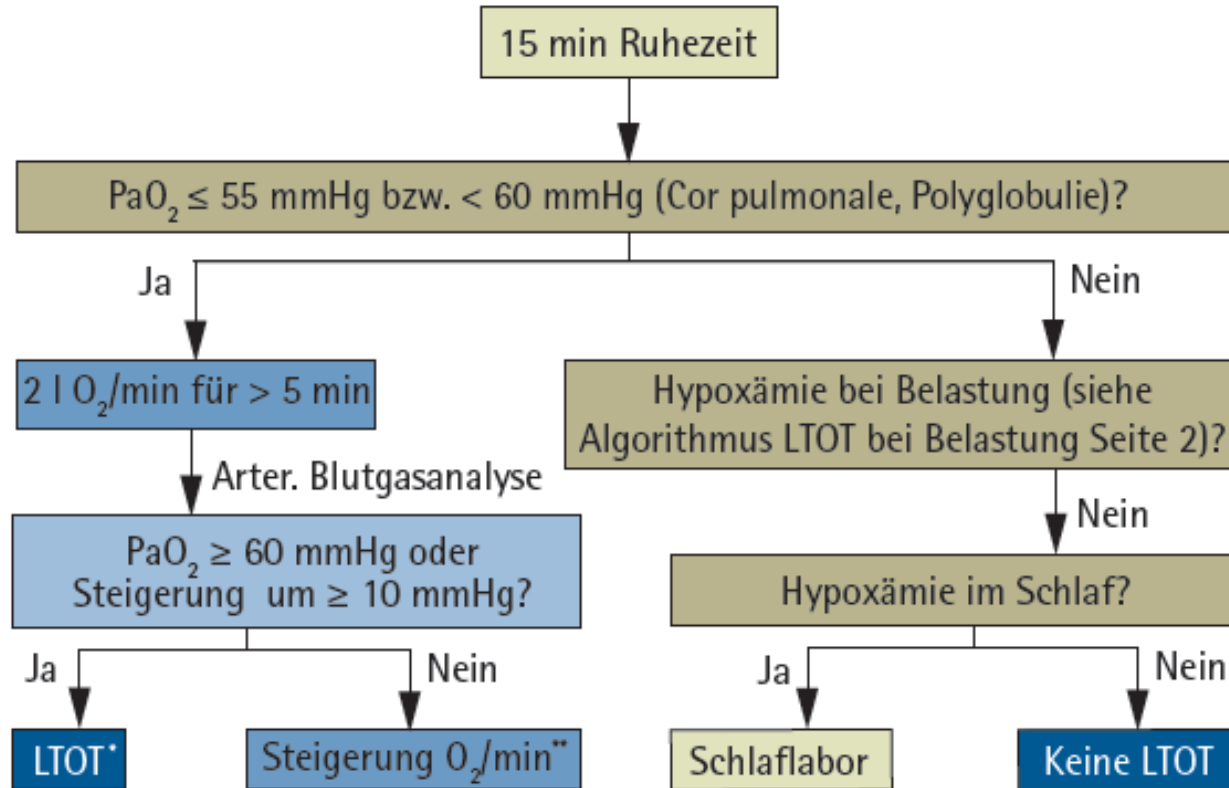 15 min Ruhezeit
PaO₂ ≤ 55 mmHg bzw. < 60 mmHg (Cor pulmonale, Polyglobulie)?
Ja
Nein
2 l O₂/min für > 5 min
Hypoxämie bei Belastung (siehe
Algorithmus LTOT bei Belastung Seite 2)?
Arter. Blutgasanalyse
Nein
PaO₂ ≥ 60 mmHg oder
Steigerung um ≥ 10 mmHg?
Hypoxämie im Schlaf?
Ja
Nein
Ja
Nein
LTOT*
Steigerung O₂/min**
Schlaflabor
Keine LTOT